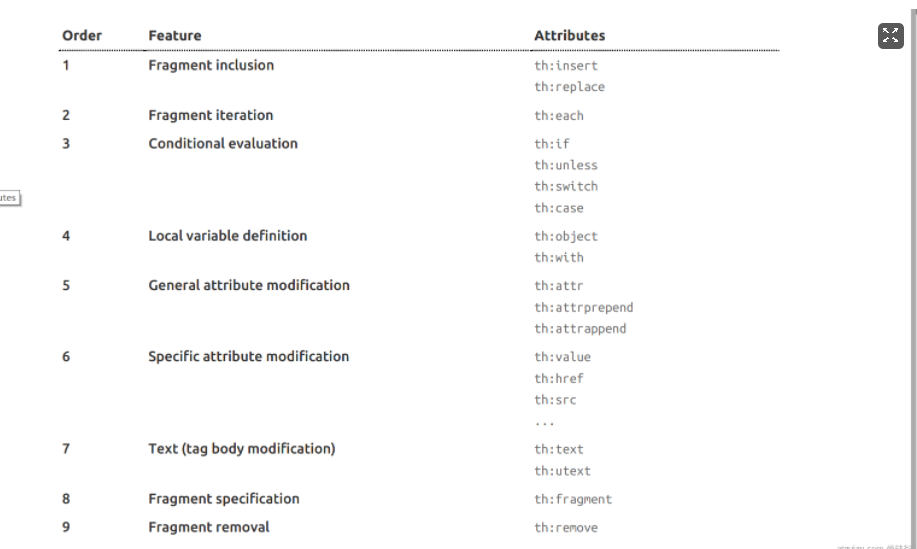 Order Feature Attributes
1 Fragment inclusion th:insert
th:replace
2 Fragment iteration th:each
3 Conditional evaluation th:if
th:unless
th:switch
utes
th:case
4 Local variable definition th:object
th:with
5 General attribute modification th:attr
th:attrprepend
th:attrappend
6 Specific attribute modification th:value
th:href
th:src
...
7 Text (tag body modification) th:text
th:utext
8 Fragment specification th:fragment
9 Fragment removal th:remove